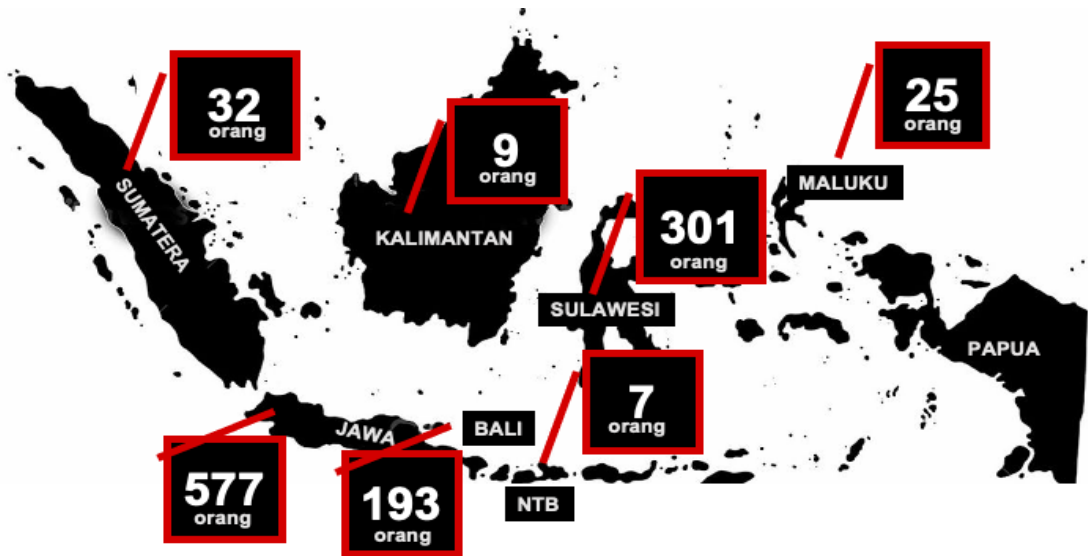 32
orang
SUMATERA
9
orang
KALIMANTAN
25
orang
MALUKU
301
orang
SULAWESI
PAPUA
7
orang
NTB
JAWA
BALI
577
orang
193
orang